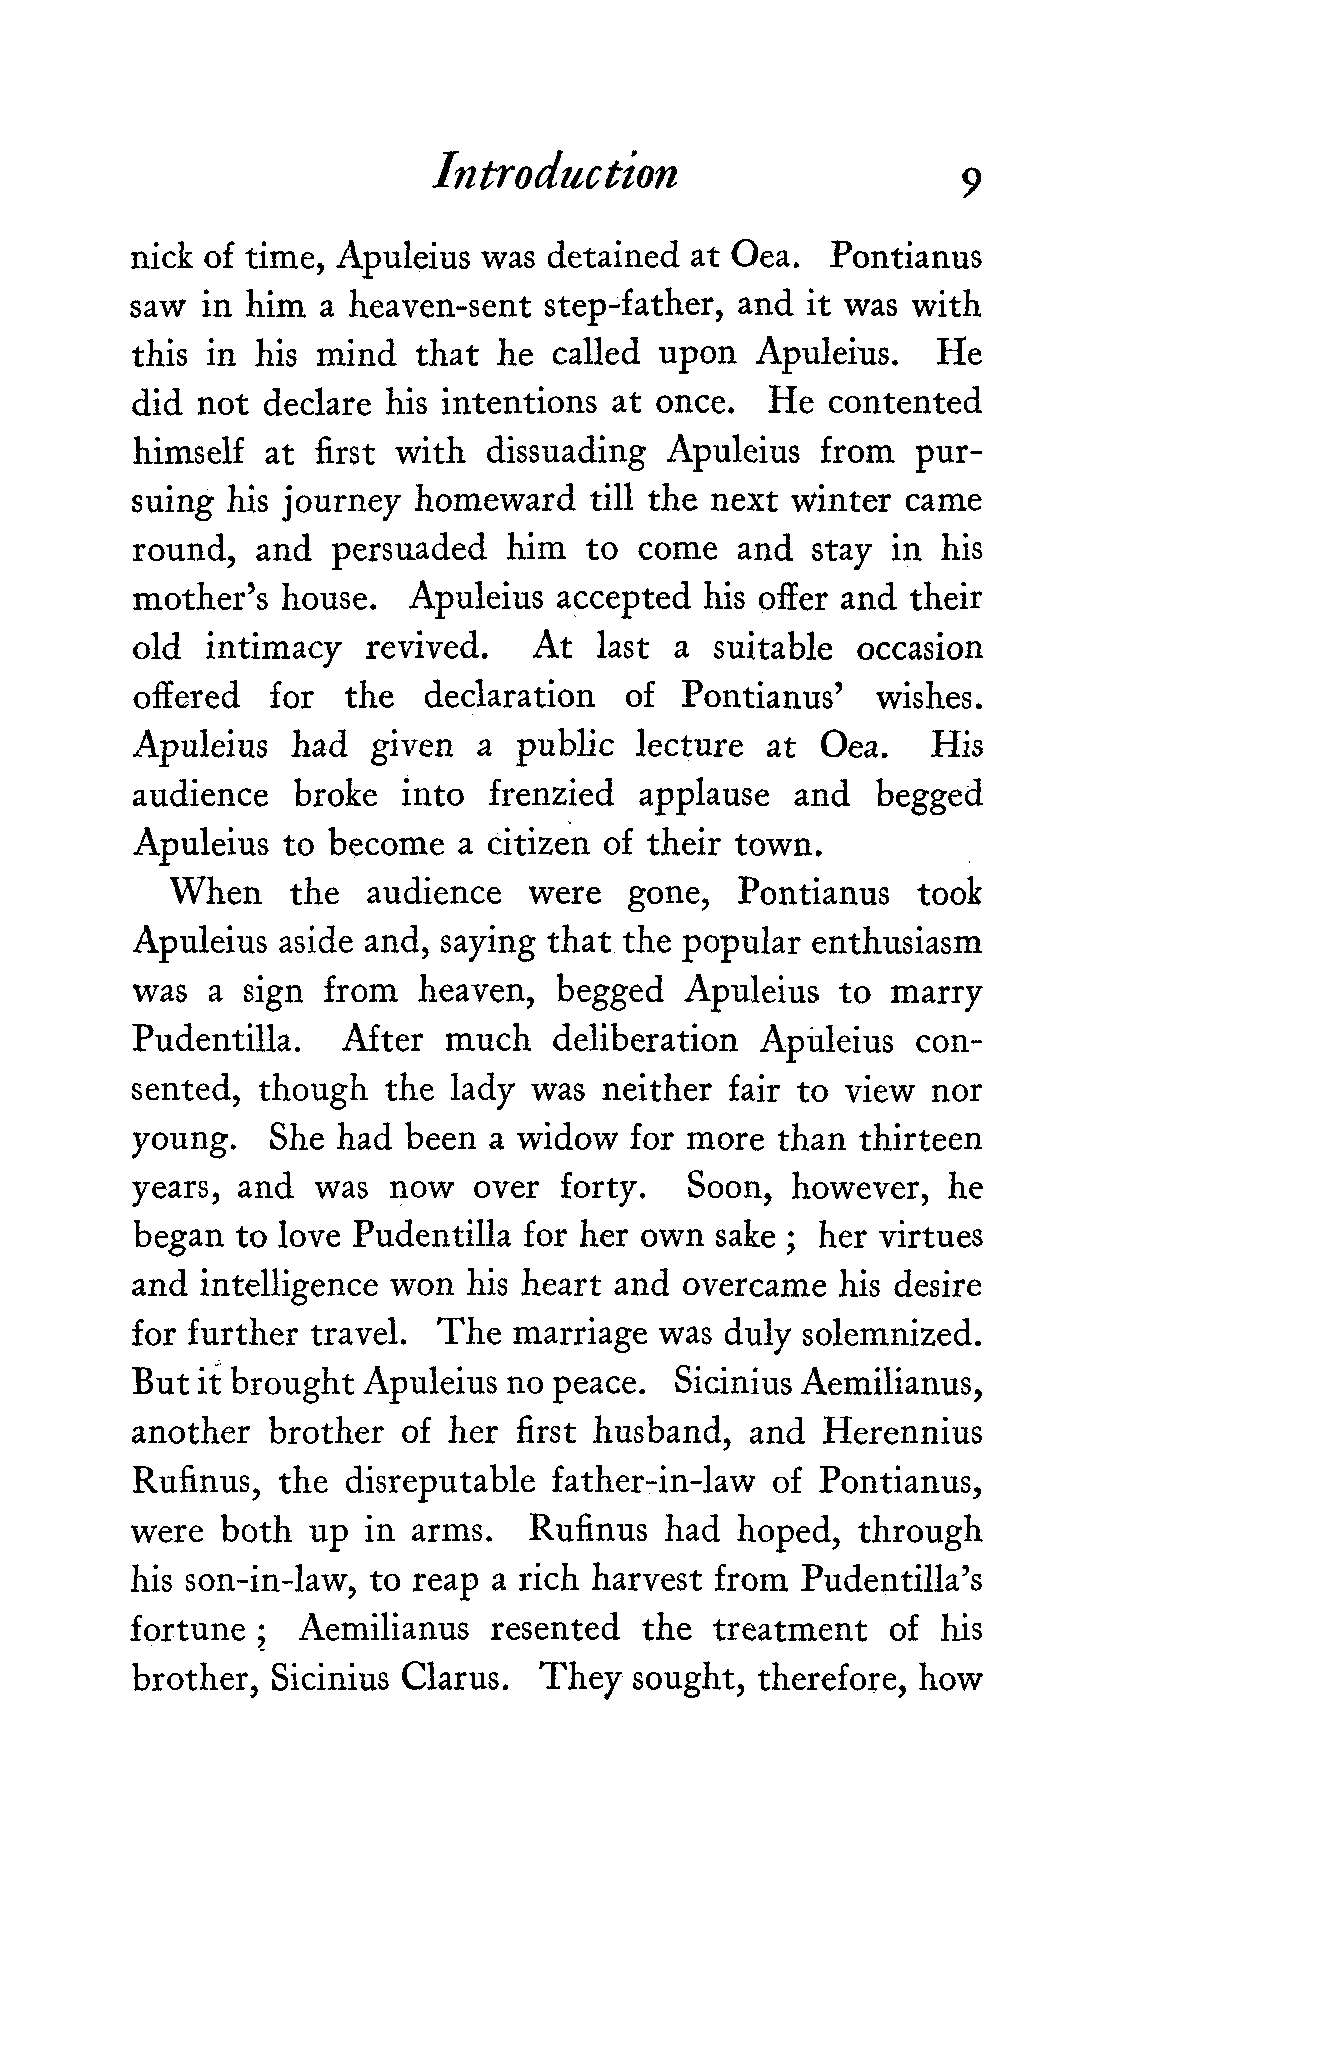 Introduction 9
nick of time, Apuleius was detained at Oea. Pontianus
saw in him a heaven-sent step-father, and it was with
this in his mind that he called upon Apuleius. He
did not declare his intentions at once. He contented
himself at first with dissuading Apuleius from pur-
suing his journey homeward till the next winter came
round, and persuaded him to come and stay in his
mother's house. Apuleius accepted his offer and their
old intimacy revived. At last a suitable occasion
offered for the declaration of Pontianus' wishes.
Apuleius had given a public lecture at Oea. His
audience broke into frenzied applause and begged
Apuleius to become a citizen of their town.
When the audience were gone, Pontianus took
Apuleius aside and, saying that the popular enthusiasm
was a sign from heaven, begged Apuleius to marry
Pudentilla. After much deliberation Apuleius con-
sented, though the lady was neither fair to view nor
young. She had been a widow for more than thirteen
years, and was now over forty. Soon, however, he
began to love Pudentilla for her own sake ; her virtues
and intelligence won his heart and overcame his desire
for further travel. The marriage was duly solemnized.
But it brought Apuleius no peace. Sicinius Aemilianus,
another brother of her first husband, and Herennius
Rufinus, the disreputable father-in-law of Pontianus,
were both up in arms. Rufinus had hoped, through
his son-in-law, to reap a rich harvest from Pudentilla's
fortune ; Aemilianus resented the treatment of his
brother, Sicinius Clarus. They sought, therefore, how